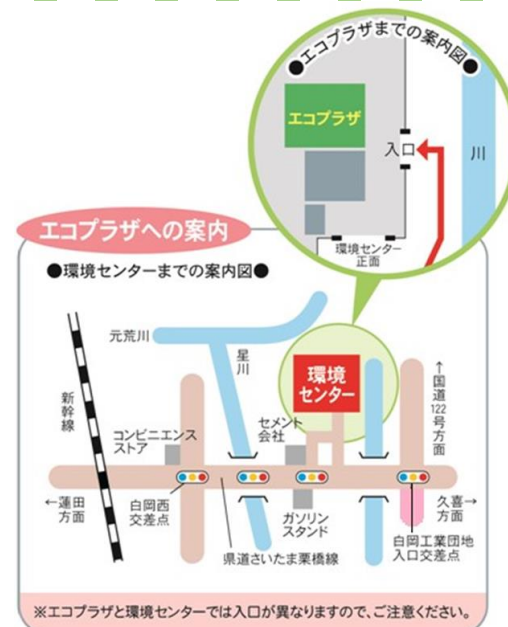 ●エコプラザまでの案内図●
エコプラザ
入口
川
環境センター
正面
エコプラザへの案内
●環境センターまでの案内図●
元荒川
星川
新幹線
環境
センター
↑国道122号方面
コンビニエンス
ストア
セメント
会社
←蓮田
方面
白岡西
交差点
ガソリン
スタンド
久喜→
方面
県道さいたま栗橋線
白岡工業団地
入口交差点
※エコプラザと環境センターでは入口が異なりますので、ご注意ください。